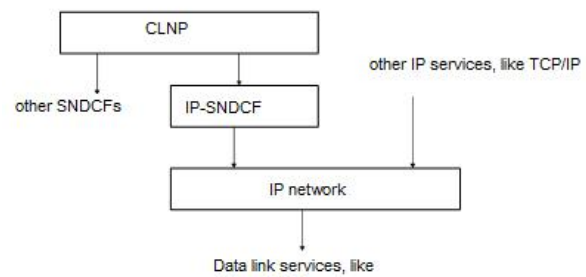 CLNP
other IP services, like TCP/IP
other SNDCFs
IP-SNDCF
IP network
Data link services, like